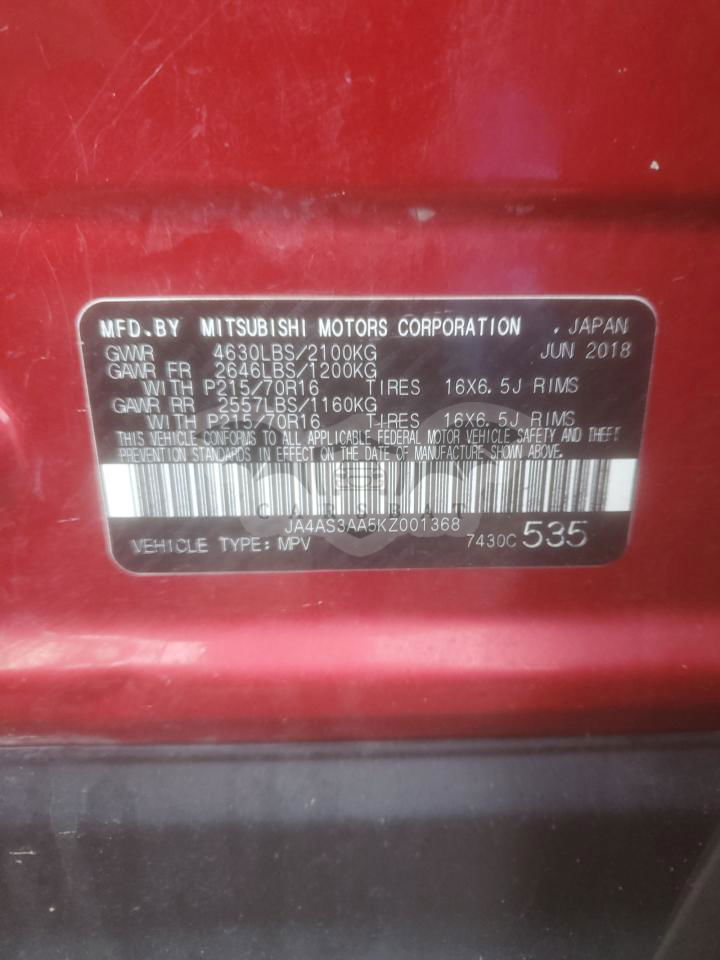 MFD.BY MITSUBISHI MOTORS CORPORATION , JAPAN
GVWR 4630LBS/2100KG JUN 2018
GAWR FR 2646LBS/1200KG
WITH P215/70R16 TIRES 16X6.5J RIMS
GAWR RR 2557LBS/1160KG
WITH P215/70R16 TIRES 16X6.5J RIMS
THIS VEHICLE CONFORMS TO ALL APPLICABLE FEDERAL MOTOR VEHICLE SAFETY AND THEFT
PREVENTION STANDARDS IN EFFECT ON THE DATE OF MANUFACTURE SHOWN ABOVE.
CARSBAT
JA4AS3AA5KZ001368
VEHICLE TYPE: MPV 7430C 535